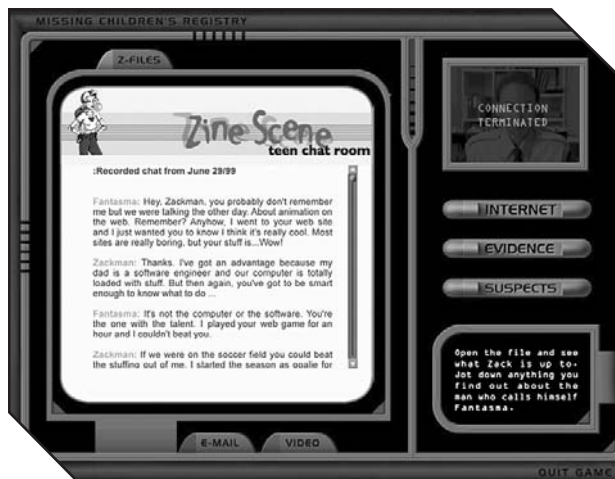 MISSING CHILDREN'S REGISTRY
Z-FILES
Zine Scene
teen chat room
:Recorded chat from June 29/99
Fantasma: Hey, Zackman, you probably don't remember
me but we were talking the other day. About animation on
the web. Remember? Anyhow, I went to your web site
and I just wanted you to know I think it's really cool. Most
sites are really boring, but your stuff is...Wow!
Zackman: Thanks. I've got an advantage because my
dad is a software engineer and our computer is totally
loaded with stuff. But then again, you've got to be smart
enough to know what to do ...
Fantasma: It's not the computer or the software. You're
the one with the talent. I played your web game for an
hour and I couldn't beat you.
Zackman: If we were on the soccer field you could beat
the stuffing out of me. I started the season as goalie for
E-MAIL
VIDEO
CONNECTION
TERMINATED
INTERNET
EVIDENCE
SUSPECTS
Open the file and see
what Zack is up to.
Jot down anything you
find out about the
man who calls himself
Fantasma.
QUIT GAME